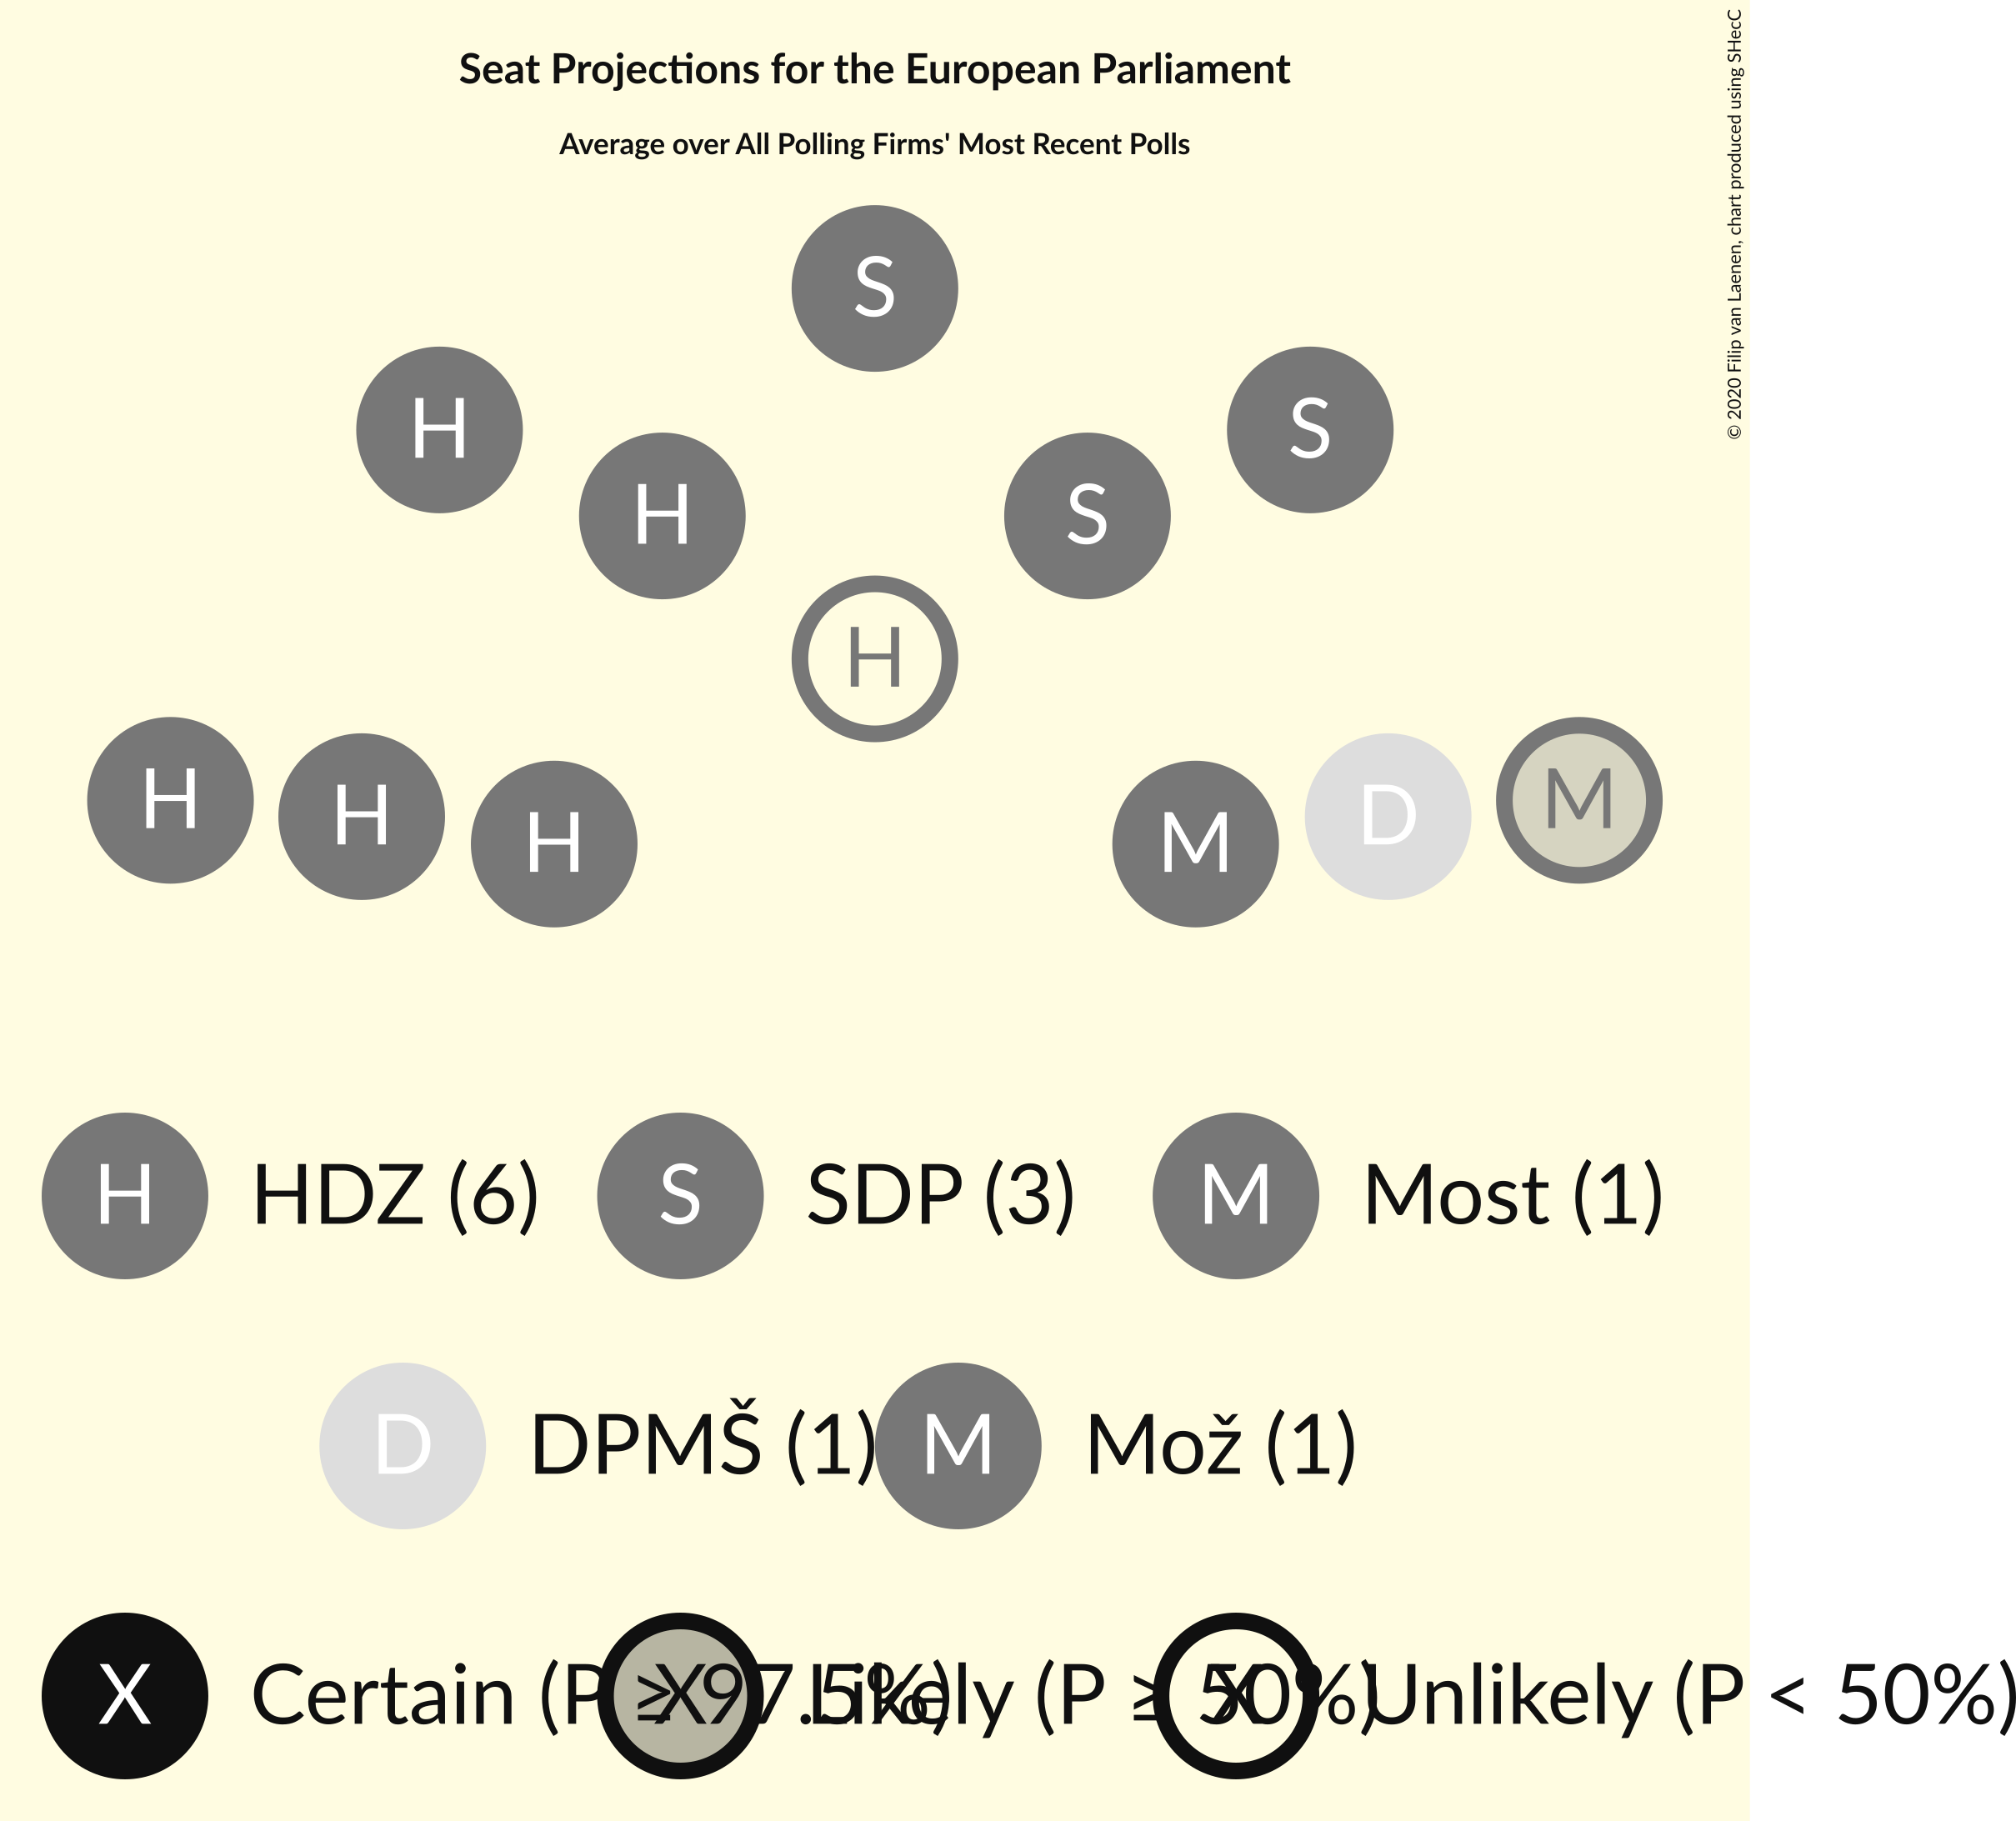 Seat Projections for the European Parliament
Average over All Polling Firms' Most Recent Polls
© 2020 Filip van Laenen, chart produced using SHecC
S
H
S
H
S
H
H
H
H
M
D
M
H HDZ (6) S SDP (3) M Most (1)
D DPMŠ (1) M Mož (1)
X Certain (P ≥ 97.5%) X Likely (P ≥ 50%) X Unlikely (P < 50%)